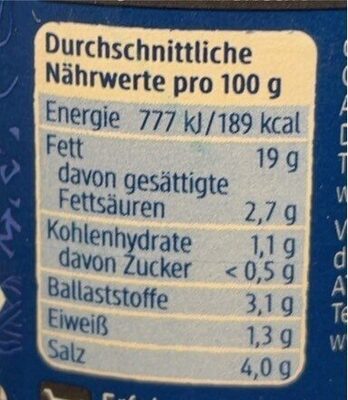 Durchschnittliche
Nährwerte pro 100 g
Energie 777 kJ/189 kcal
Fett 19 g
davon gesättigte
Fettsäuren 2,7 g
Kohlenhydrate 1,1 g
davon Zucker < 0,5 g
Ballaststoffe 3,1 g
Eiweiß 1,3 g
Salz 4,0 g